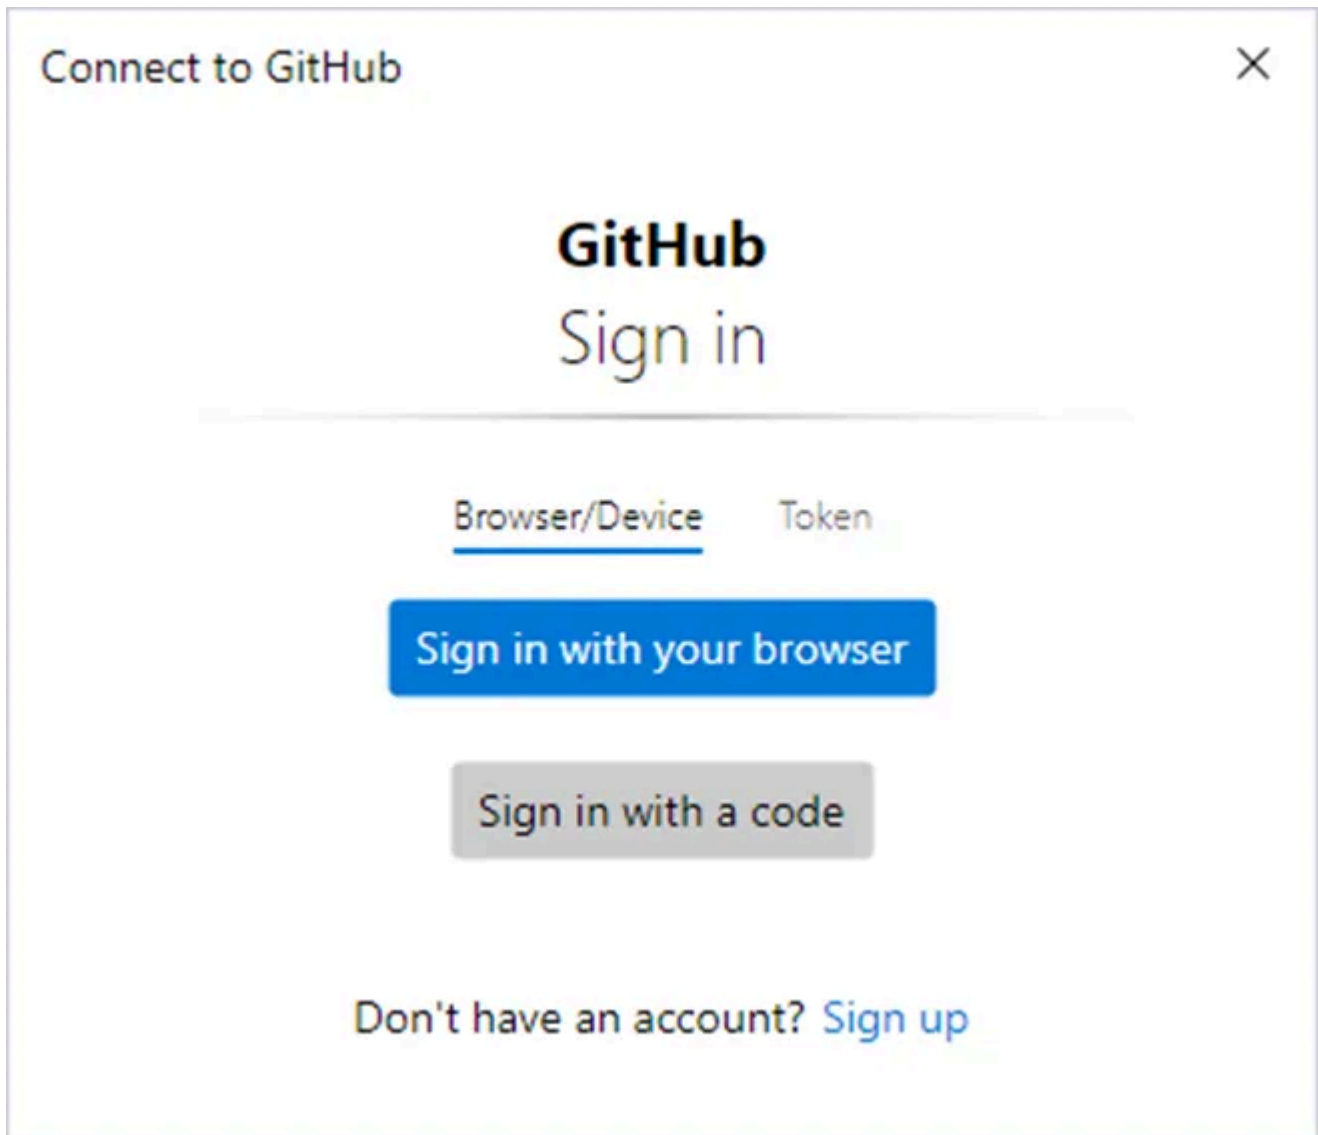 Connect to GitHub
GitHub
Sign in
Browser/Device Token
Sign in with your browser
Sign in with a code
Don't have an account? Sign up